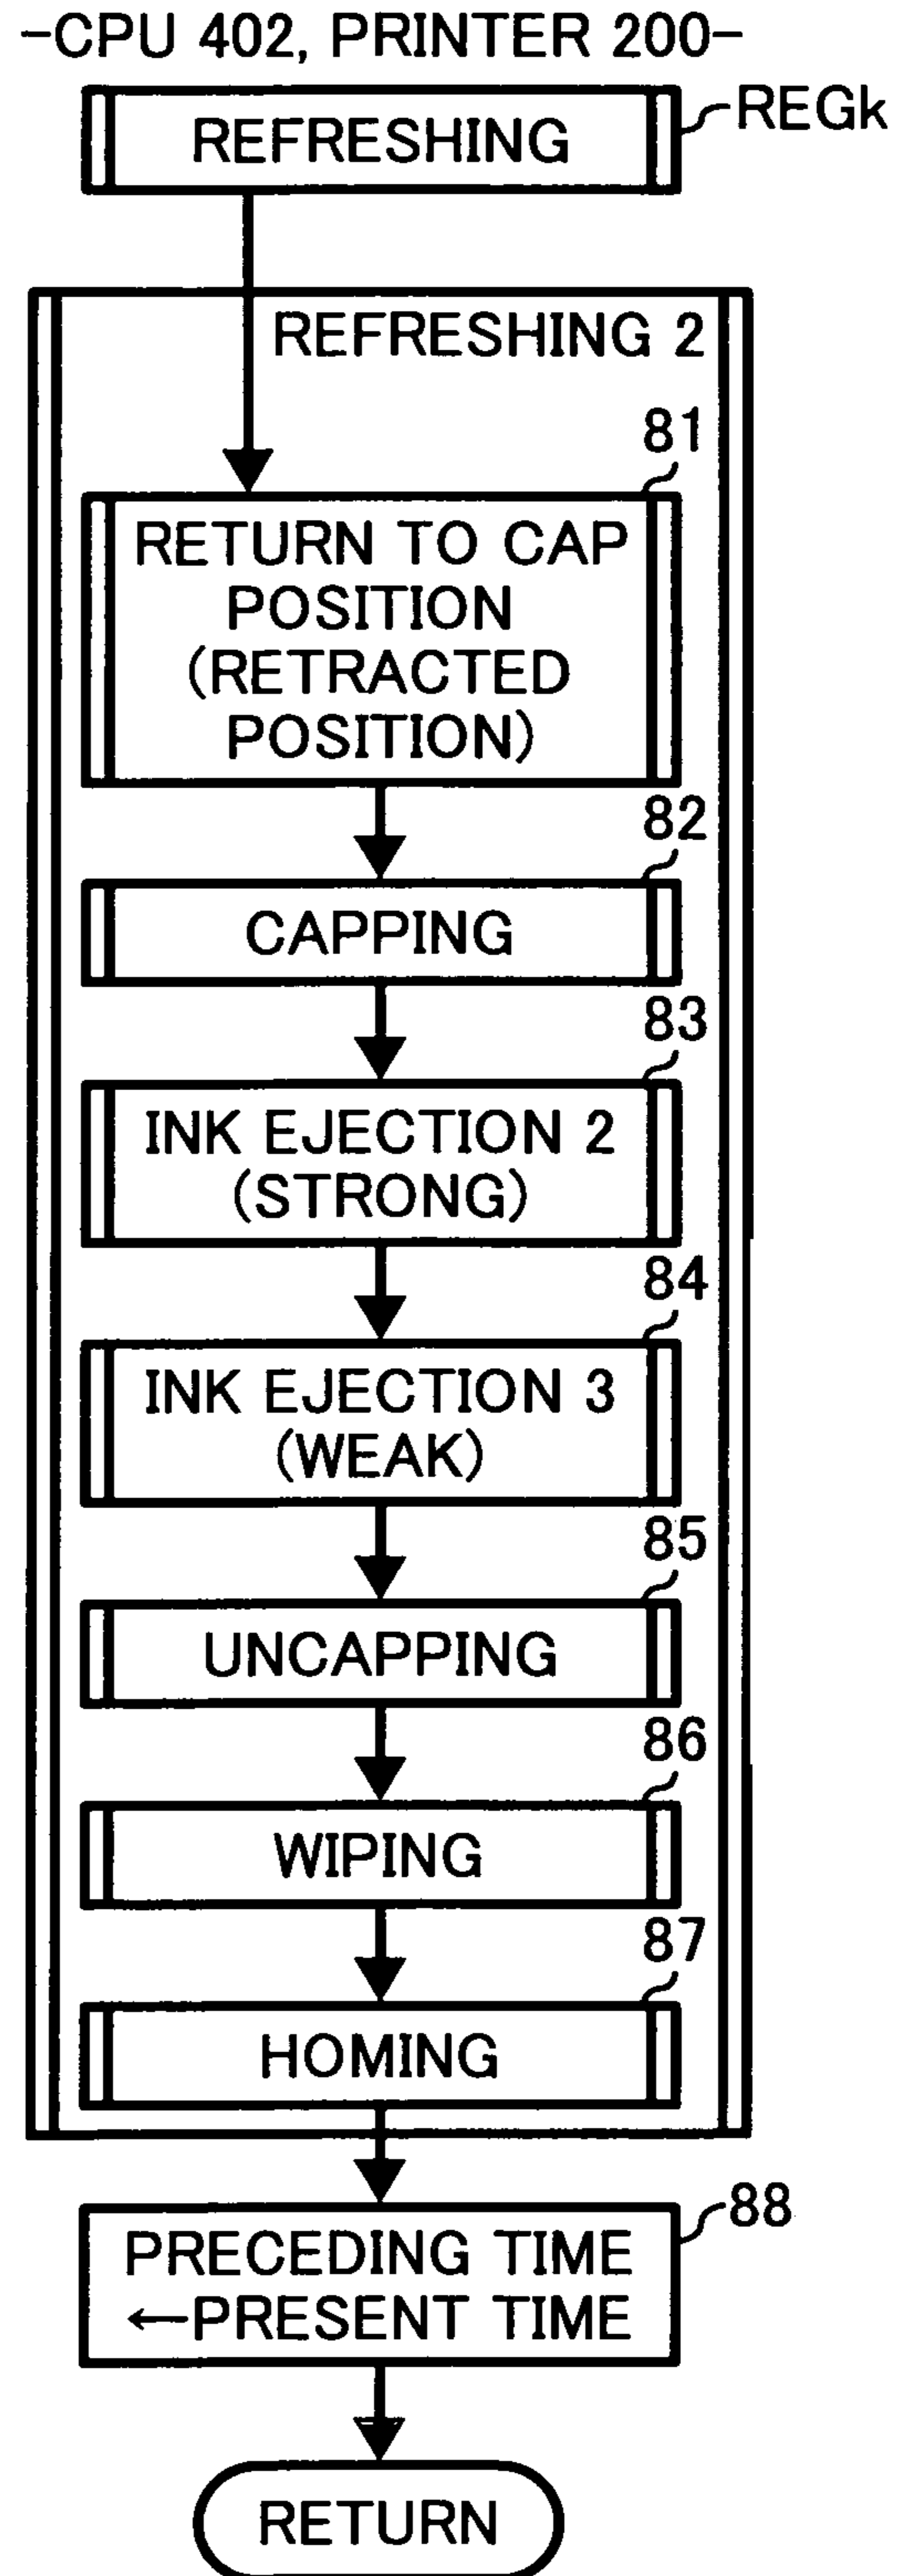 -CPU 402, PRINTER 200-
REFRESHING
REGk
REFRESHING 2
81
RETURN TO CAP
POSITION
(RETRACTED
POSITION)
82
CAPPING
83
INK EJECTION 2
(STRONG)
84
INK EJECTION 3
(WEAK)
85
UNCAPPING
86
WIPING
87
HOMING
88
PRECEDING TIME
←PRESENT TIME
RETURN